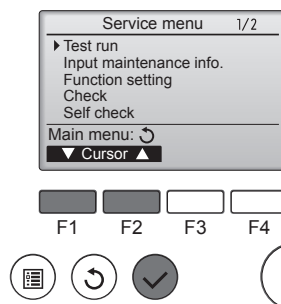 Service menu 1/2
Test run
Input maintenance info.
Function setting
Check
Self check
Main menu:
▼ Cursor ▲
F1 F2 F3 F4